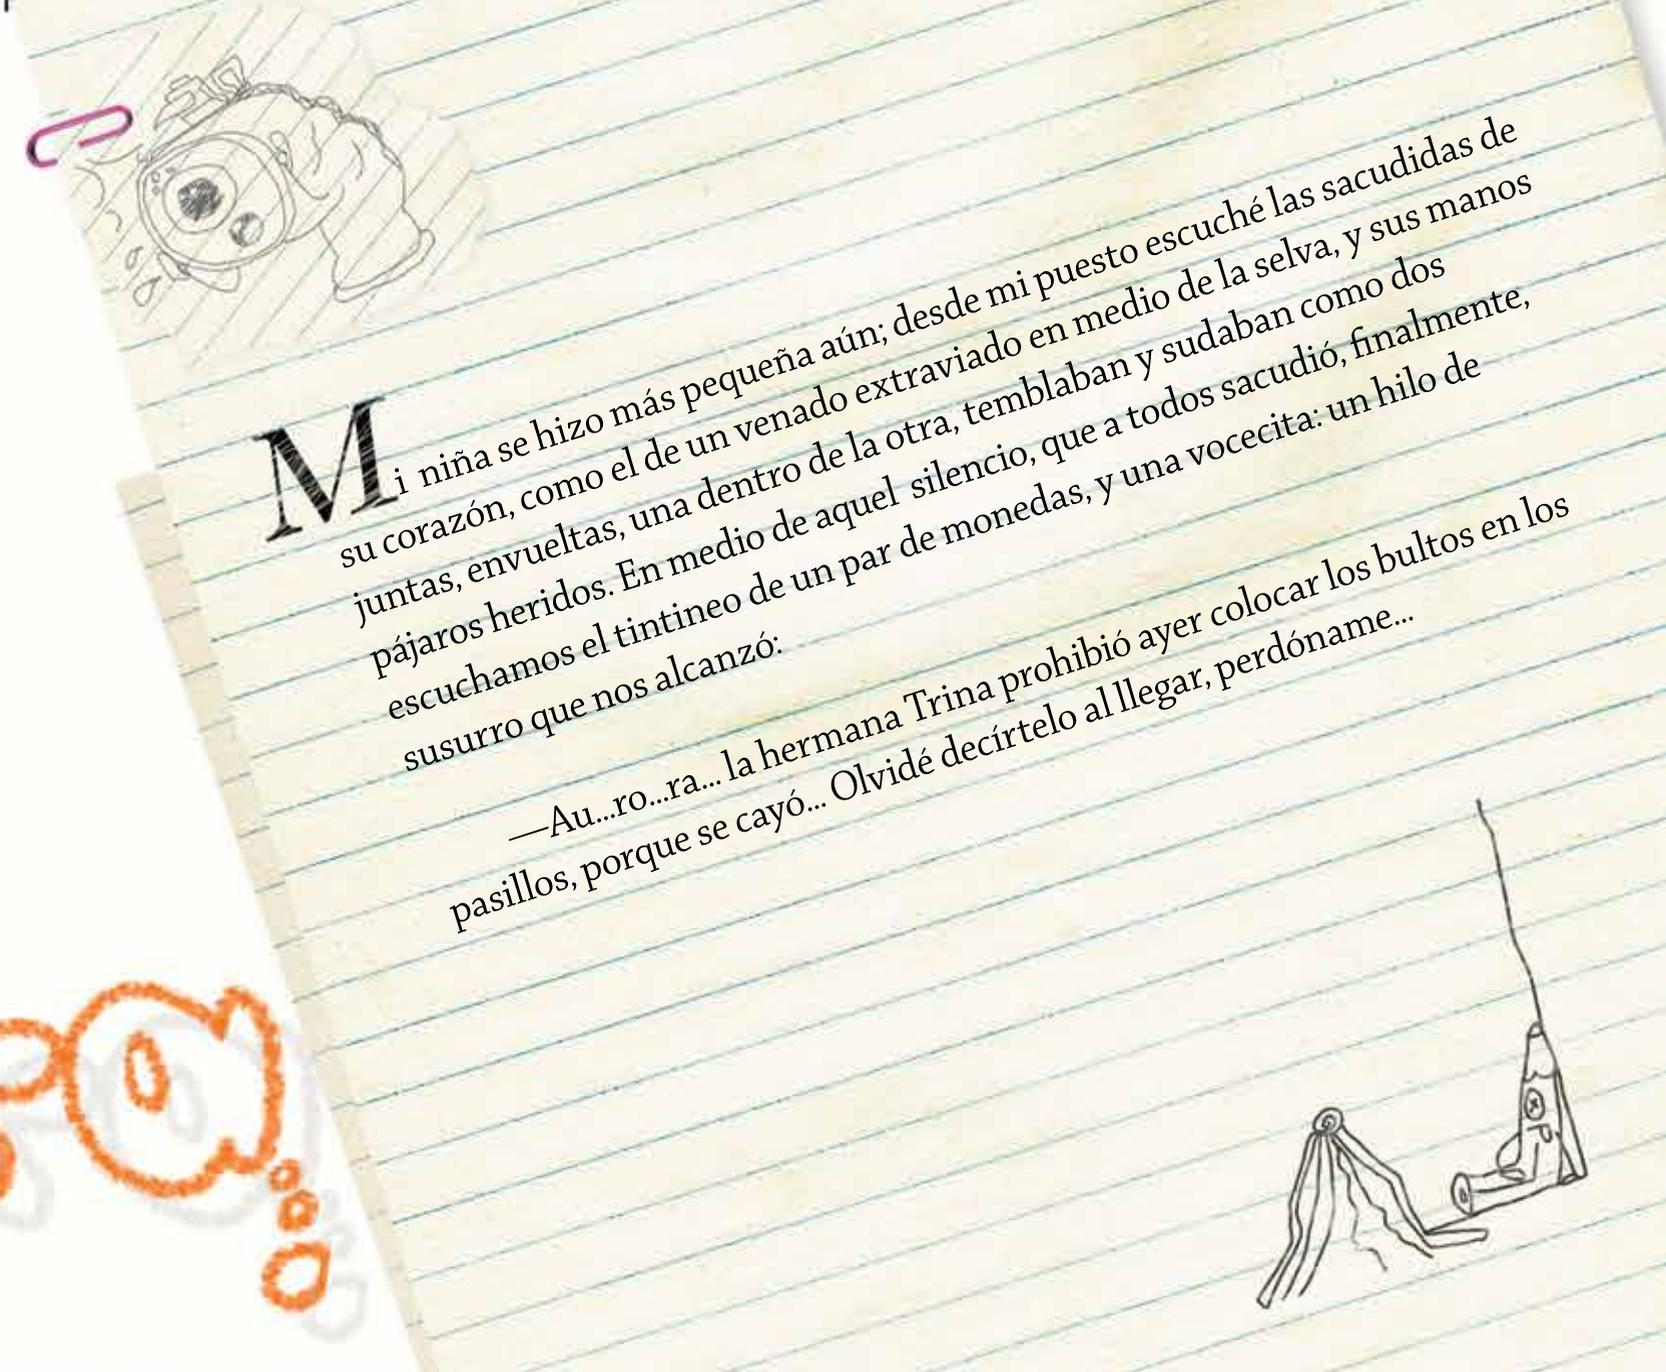 Mi niña se hizo más pequeña aún; desde mi puesto escuché las sacudidas de
su corazón, como el de un venado extraviado en medio de la selva, y sus manos
juntas, envueltas, una dentro de la otra, temblaban y sudaban como dos
pájaros heridos. En medio de aquel silencio, que a todos sacudió, finalmente,
escuchamos el tintineo de un par de monedas, y una vocecita: un hilo de
susurro que nos alcanzó:
—Au...ro...ra... la hermana Trina prohibió ayer colocar los bultos en los
pasillos, porque se cayó... Olvidé decírtelo al llegar, perdóname...